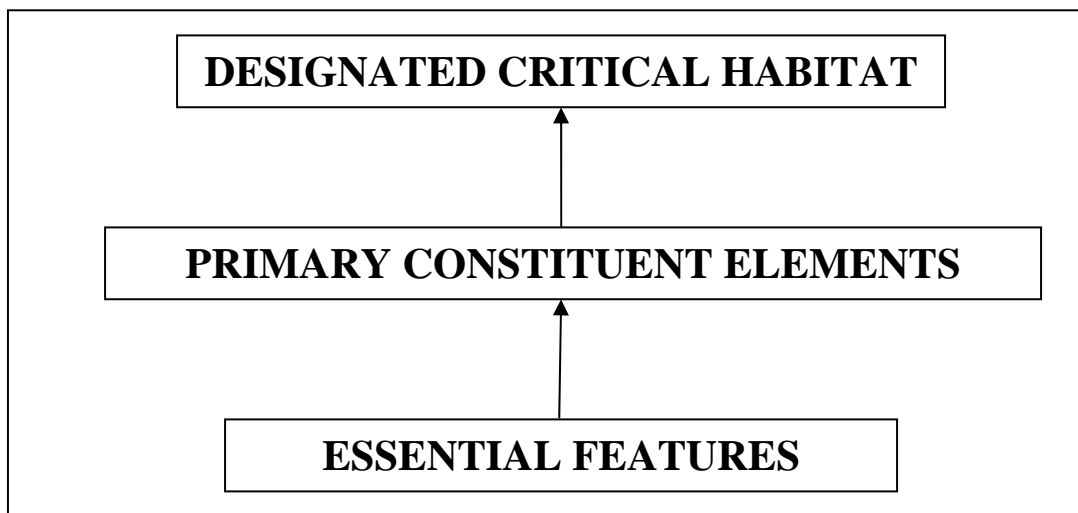 DESIGNATED CRITICAL HABITAT
PRIMARY CONSTITUENT ELEMENTS
ESSENTIAL FEATURES